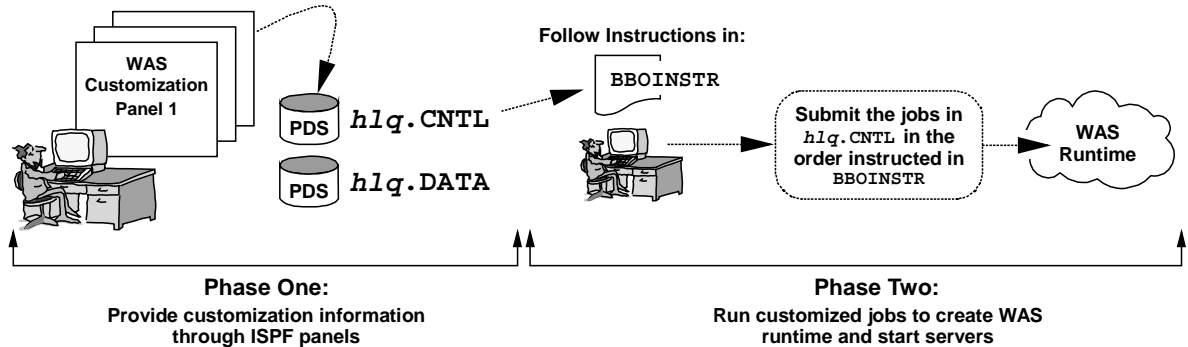 WAS
Customization
Panel 1
PDS
hlq.CNTL
PDS
hlq.DATA
Follow Instructions in:
BBOINSTR
Submit the jobs in
hlq.CNTL in the
order instructed in
BBOINSTR
WAS
Runtime
Phase One:
Provide customization information
through ISPF panels
Phase Two:
Run customized jobs to create WAS
runtime and start servers